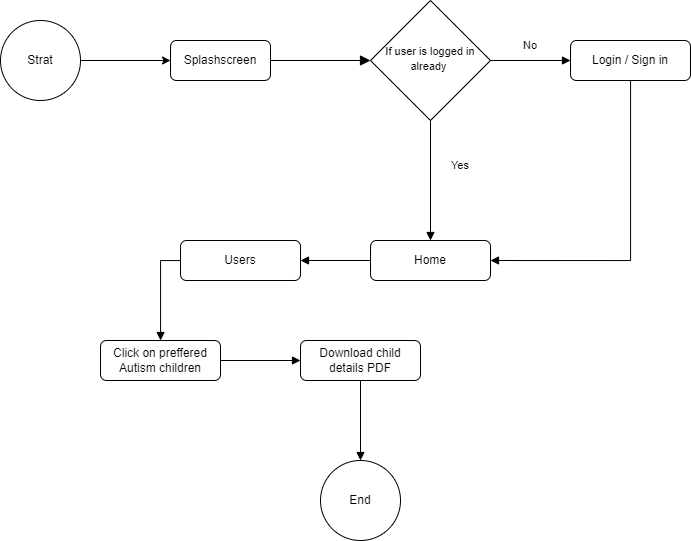 Strat
Splashscreen
If user is logged in
already
No
Login / Sign in
Yes
Users
Home
Click on preffered
Autism children
Download child
details PDF
End